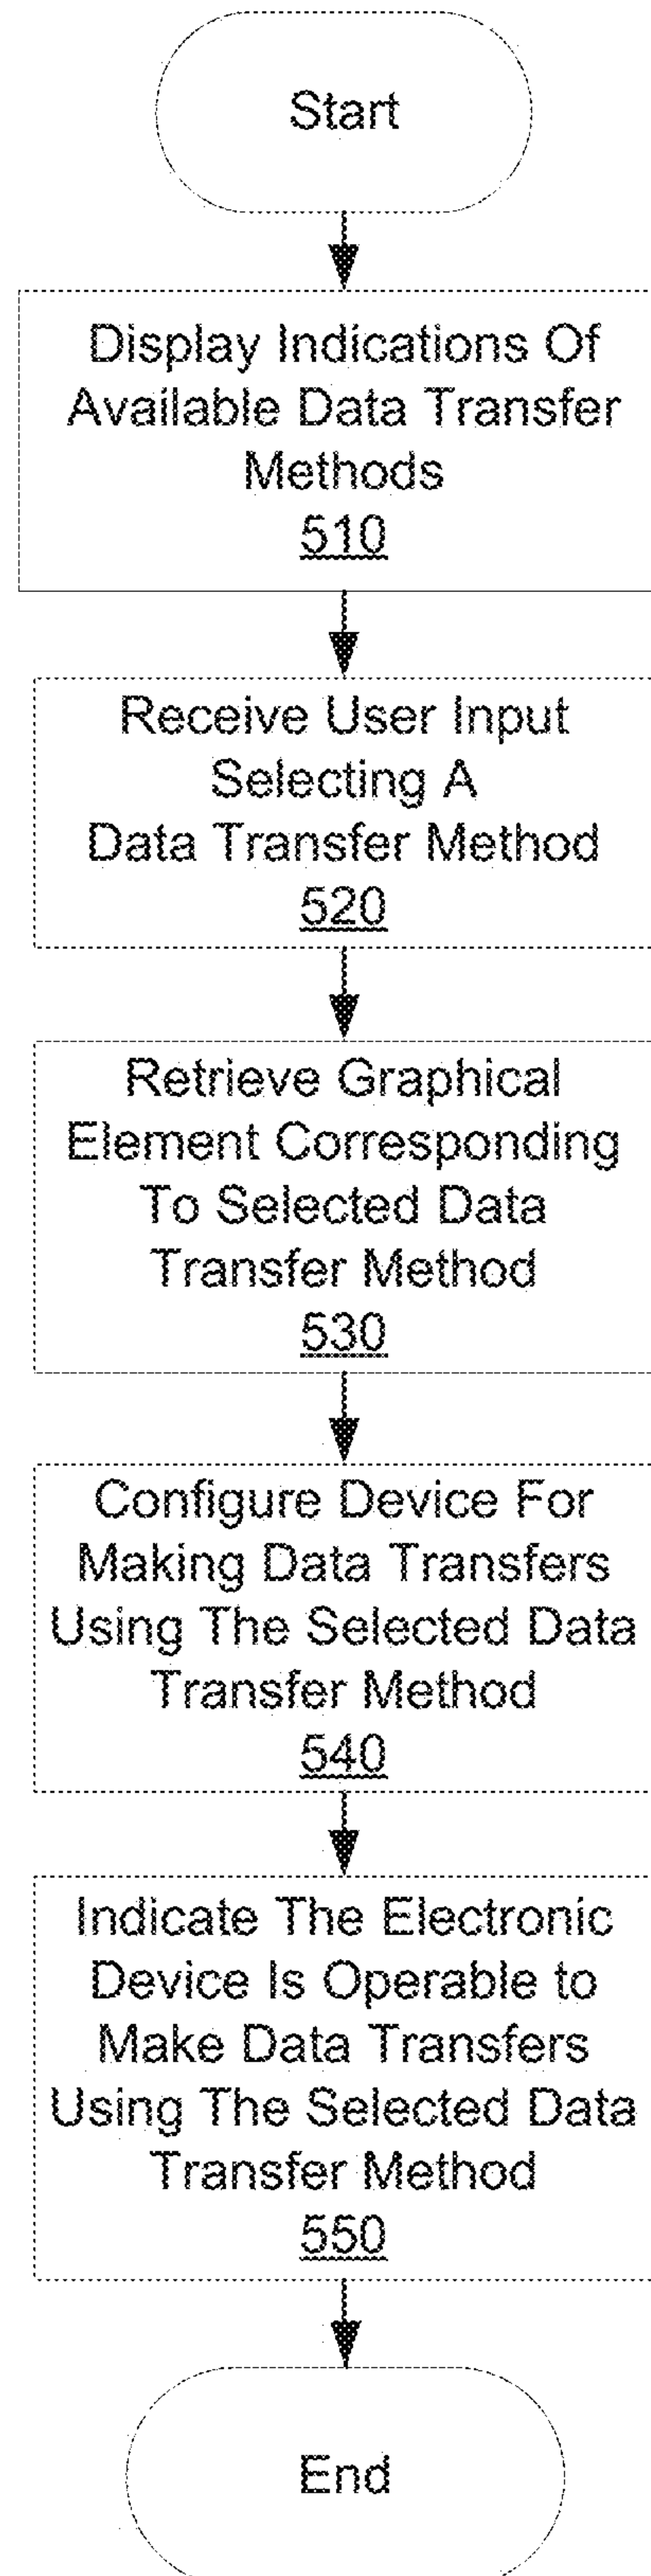 Start
Display Indications Of
Available Data Transfer
Methods
510
Receive User Input
Selecting A
Data Transfer Method
520
Retrieve Graphical
Element Corresponding
To Selected Data
Transfer Method
530
Configure Device For
Making Data Transfers
Using The Selected Data
Transfer Method
540
Indicate The Electronic
Device Is Operable to
Make Data Transfers
Using The Selected Data
Transfer Method
550
End